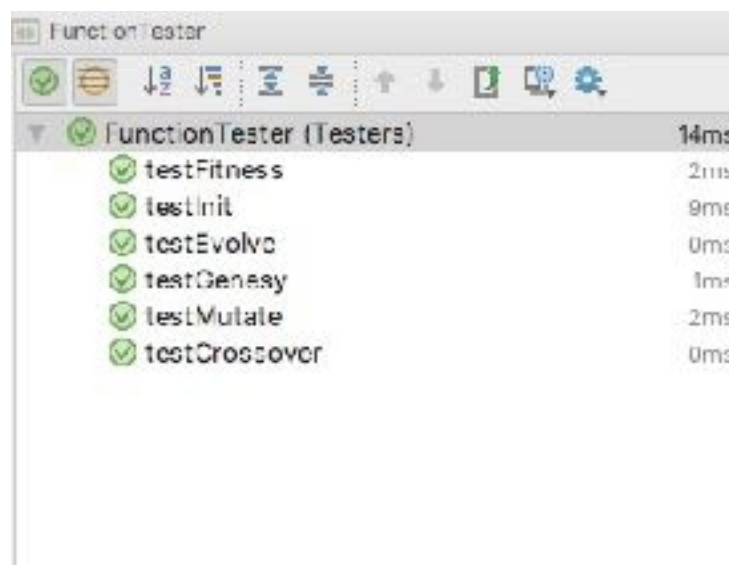 FunctionTester
FunctionTester (Testers) 14ms
testFitness 2ms
testInit 9ms
testEvolve 0ms
testGenesy 1ms
testMutate 2ms
testCrossover 0ms